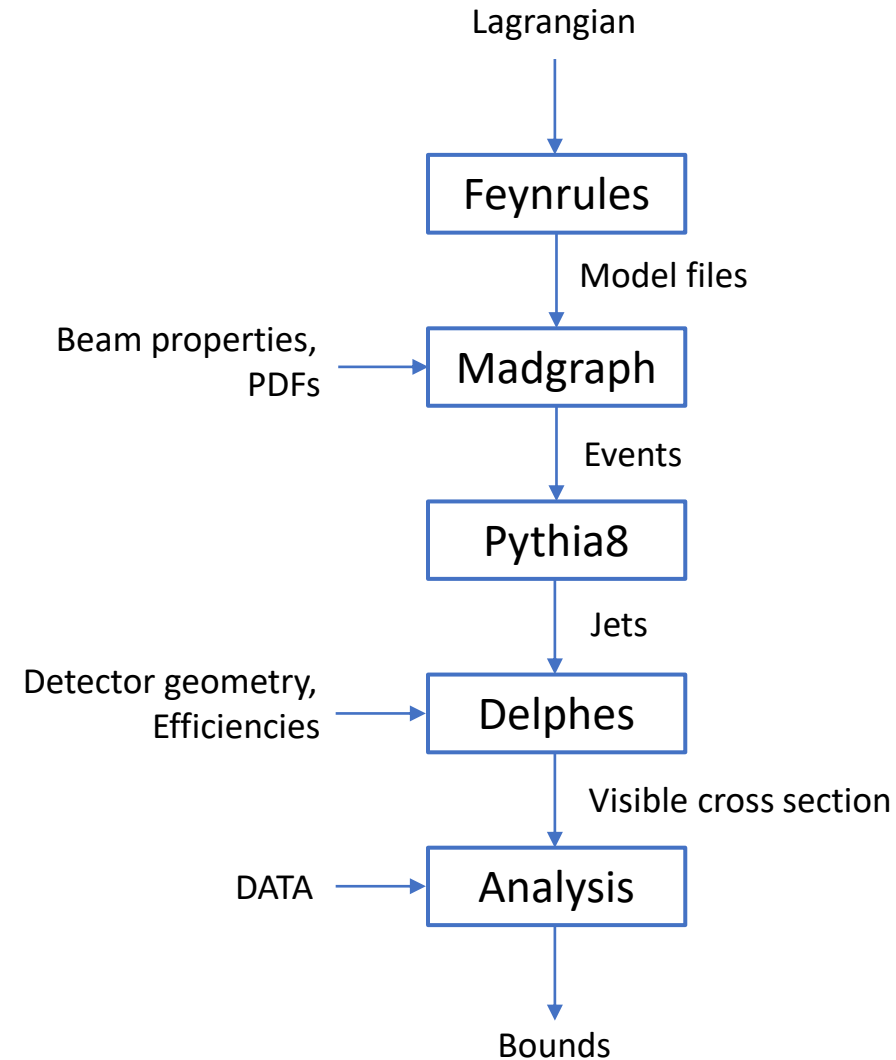 Lagrangian
Feynrules
Model files
Beam properties,
PDFs
Madgraph
Events
Pythia8
Jets
Detector geometry,
Efficiencies
Delphes
Visible cross section
DATA
Analysis
Bounds